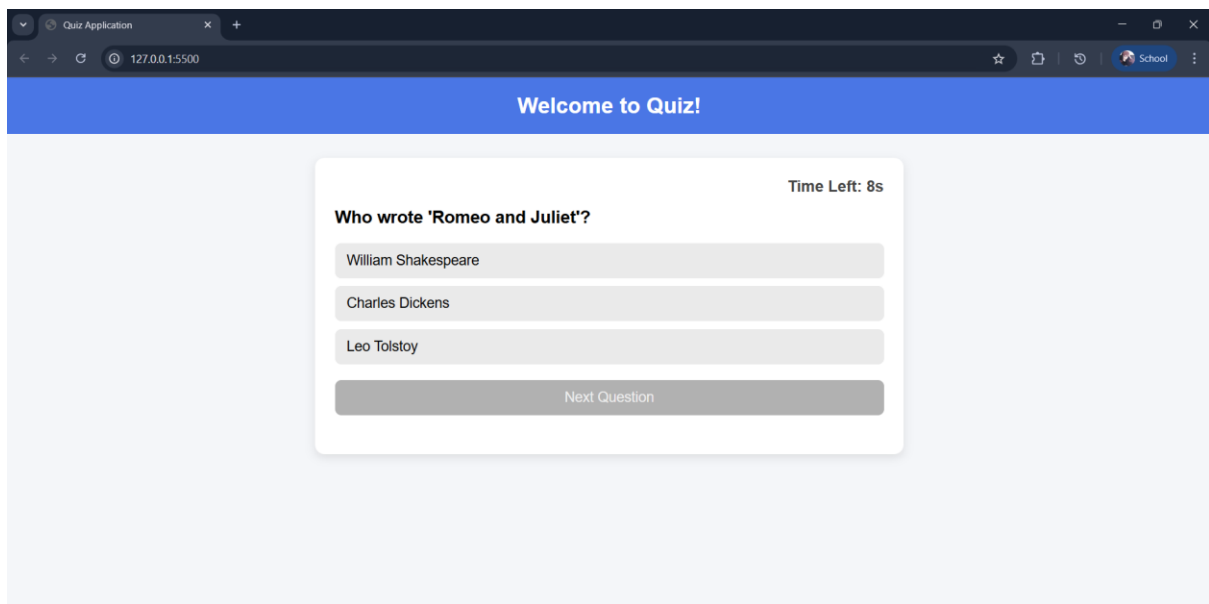 Quiz Application
127.0.0.1:5500
School
Welcome to Quiz!
Time Left: 8s
Who wrote 'Romeo and Juliet'?
William Shakespeare
Charles Dickens
Leo Tolstoy
Next Question